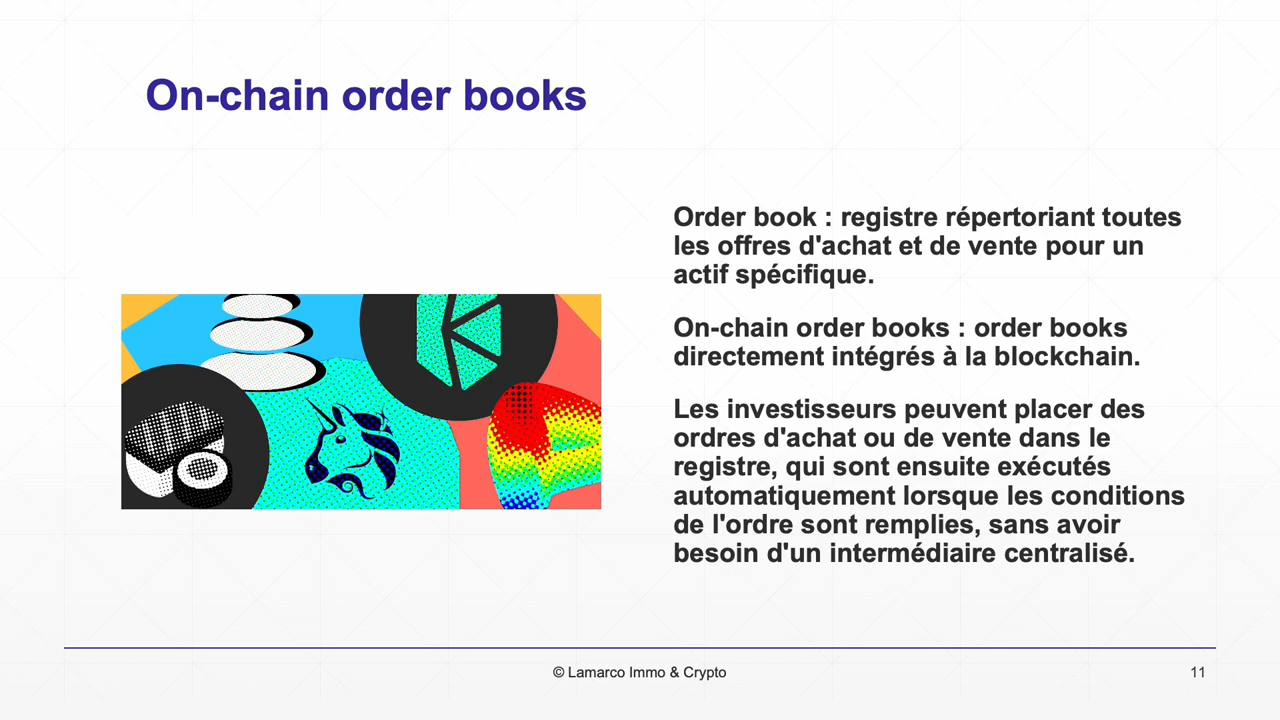 On-chain order books
Order book : registre répertoriant toutes
les offres d'achat et de vente pour un
actif spécifique.
On-chain order books : order books
directement intégrés à la blockchain.
Les investisseurs peuvent placer des
ordres d'achat ou de vente dans le
registre, qui sont ensuite exécutés
automatiquement lorsque les conditions
de l'ordre sont remplies, sans avoir
besoin d'un intermédiaire centralisé.
© Lamarco Immo & Crypto
11